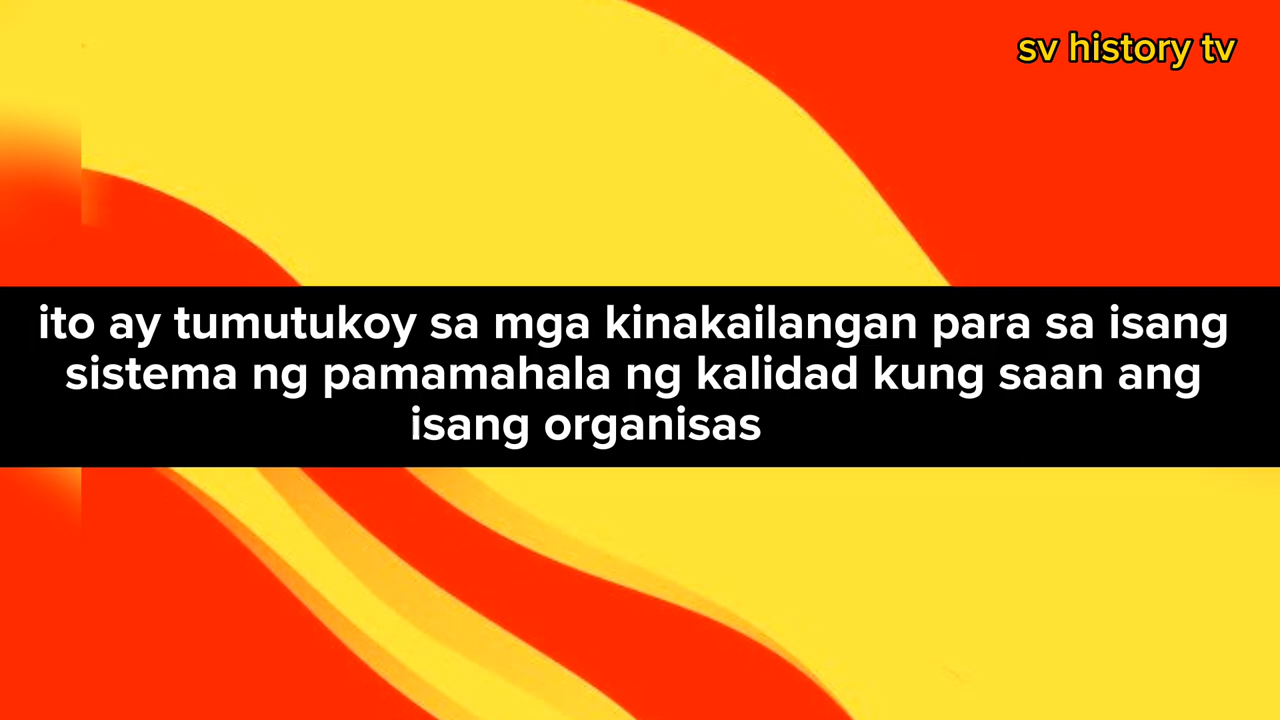 sv history tv
ito ay tumutukoy sa mga kinakailangan para sa isang
sistema ng pamamahala ng kalidad kung saan ang
isang organisas